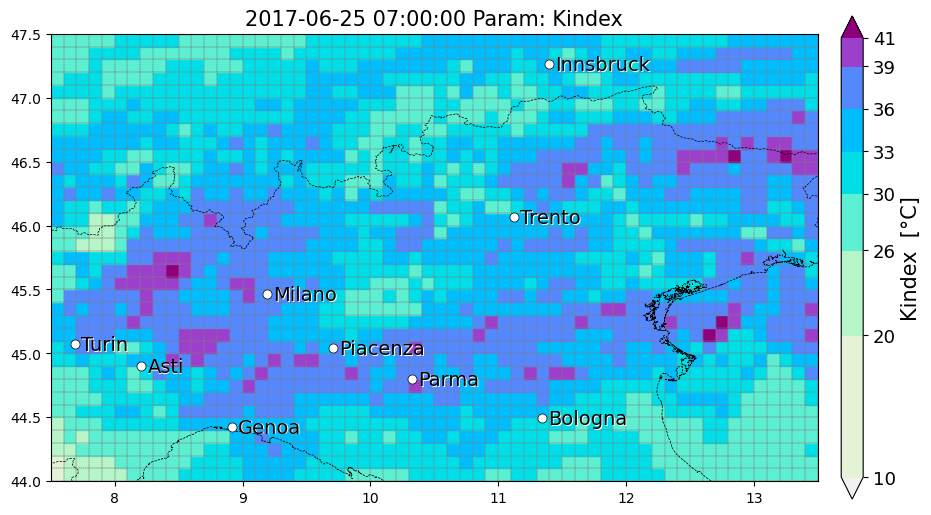 2017-06-25 07:00:00 Param: Kindex
47.5
47.0
46.5
46.0
45.5
45.0
44.5
44.0
8
9
10
11
12
13
Innsbruck
Trento
Milano
Turin
Piacenza
Asti
Parma
Genoa
Bologna
41
39
36
33
30
26
20
10
Kindex [°C]